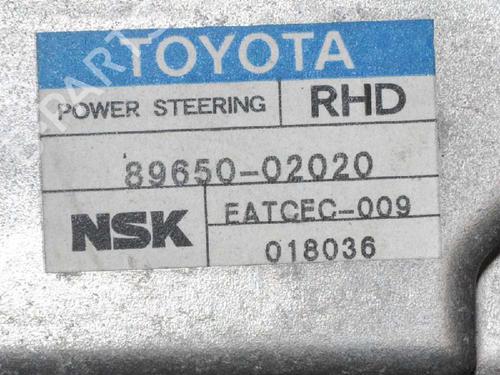 TOYOTA
POWER STEERING RHD
89650-02020
NSK EATCEC-009
018036